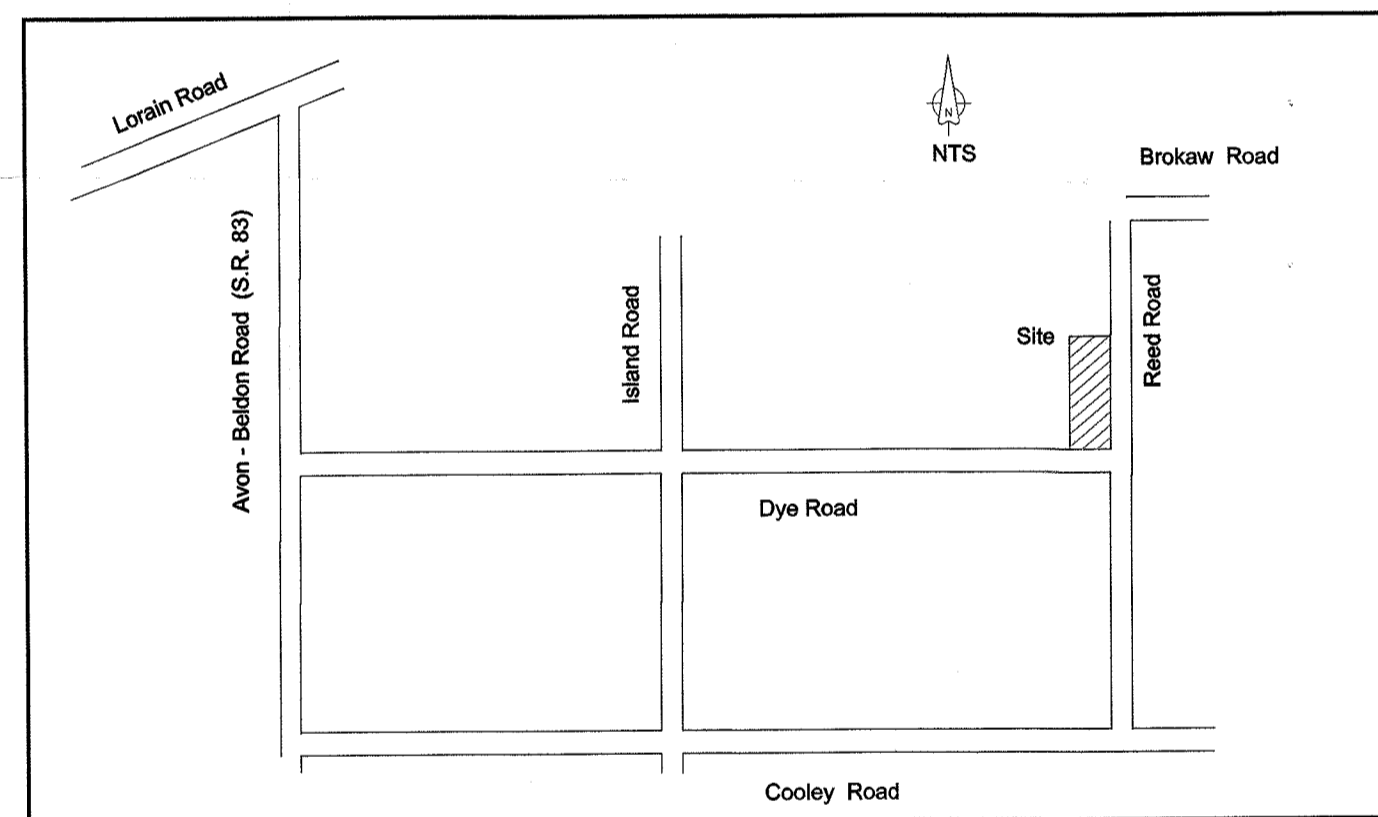 Lorain Road
N
NTS
Brokaw Road
Avon - Beldon Road (S.R. 83)
Island Road
Site
Reed Road
Dye Road
Cooley Road